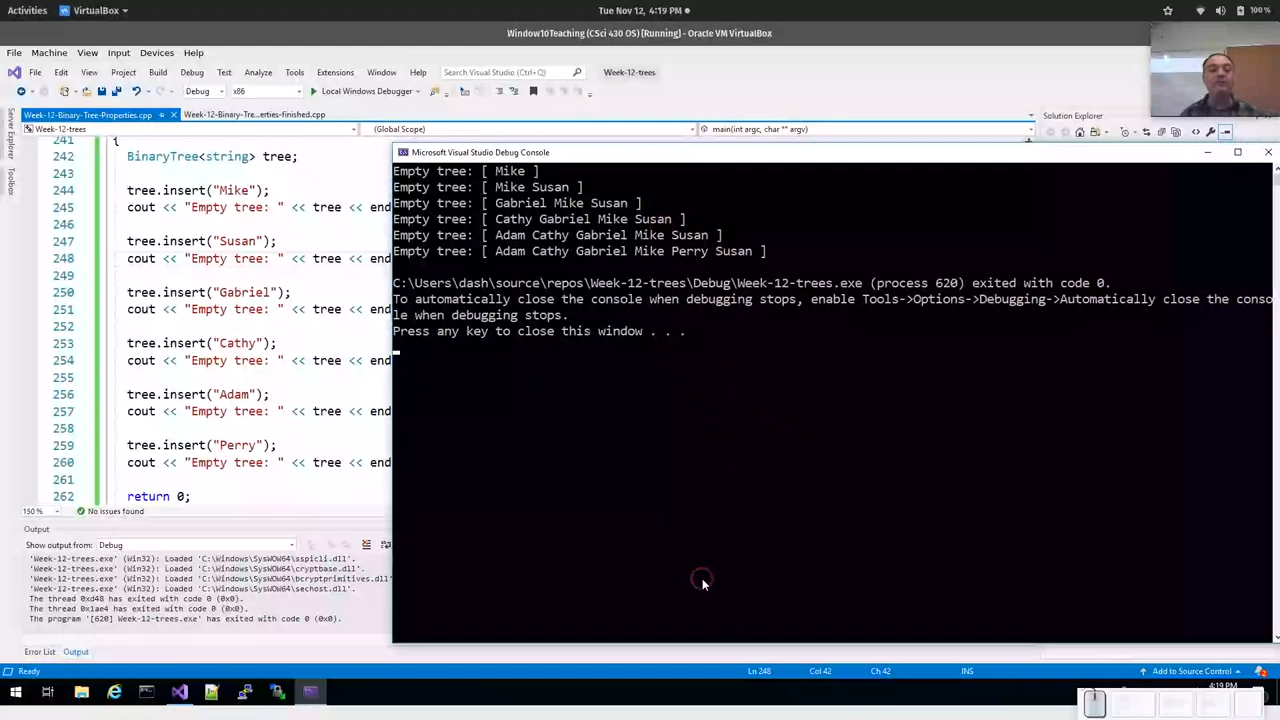 Activities VirtualBox Tue Nov 12, 4:19 PM 100 %
Window10Teaching (CSci 430 OS) [Running] - Oracle VM VirtualBox
File Machine View Input Devices Help
File Edit View Project Build Debug Test Analyze Tools Extensions Window Help Search Visual Studio (Ctrl+Q) Week-12-trees
Debug x86 Local Windows Debugger
Week-12-Binary-Tree-Properties.cpp Week-12-Binary-Tre...erties-finished.cpp Solution Explorer
Week-12-trees (Global Scope) main(int argc, char ** argv)
Server Explorer
Toolbox
241 {
242 BinaryTree<string> tree;
243
244 tree.insert("Mike");
245 cout << "Empty tree: " << tree << end
246
247 tree.insert("Susan");
248 cout << "Empty tree: " << tree << end
249
250 tree.insert("Gabriel");
251 cout << "Empty tree: " << tree << end
252
253 tree.insert("Cathy");
254 cout << "Empty tree: " << tree << end
255
256 tree.insert("Adam");
257 cout << "Empty tree: " << tree << end
258
259 tree.insert("Perry");
260 cout << "Empty tree: " << tree << end
261
262 return 0;
150 % No issues found
Microsoft Visual Studio Debug Console
Empty tree: [ Mike ]
Empty tree: [ Mike Susan ]
Empty tree: [ Gabriel Mike Susan ]
Empty tree: [ Cathy Gabriel Mike Susan ]
Empty tree: [ Adam Cathy Gabriel Mike Susan ]
Empty tree: [ Adam Cathy Gabriel Mike Perry Susan ]
C:\Users\dash\source\repos\Week-12-trees\Debug\Week-12-trees.exe (process 620) exited with code 0.
To automatically close the console when debugging stops, enable Tools->Options->Debugging->Automatically close the conso
le when debugging stops.
Press any key to close this window . . .
Output
Show output from: Debug
'Week-12-trees.exe' (Win32): Loaded 'C:\Windows\SysWOW64\sspicli.dll'.
'Week-12-trees.exe' (Win32): Loaded 'C:\Windows\SysWOW64\cryptbase.dll'.
'Week-12-trees.exe' (Win32): Loaded 'C:\Windows\SysWOW64\bcryptprimitives.dll'
'Week-12-trees.exe' (Win32): Loaded 'C:\Windows\SysWOW64\sechost.dll'.
The thread 0xd48 has exited with code 0 (0x0).
The thread 0x1ae4 has exited with code 0 (0x0).
The program '[620] Week-12-trees.exe' has exited with code 0 (0x0).
Error List Output
Ready Ln 248 Col 42 Ch 42 INS Add to Source Control 2
4:19 PM